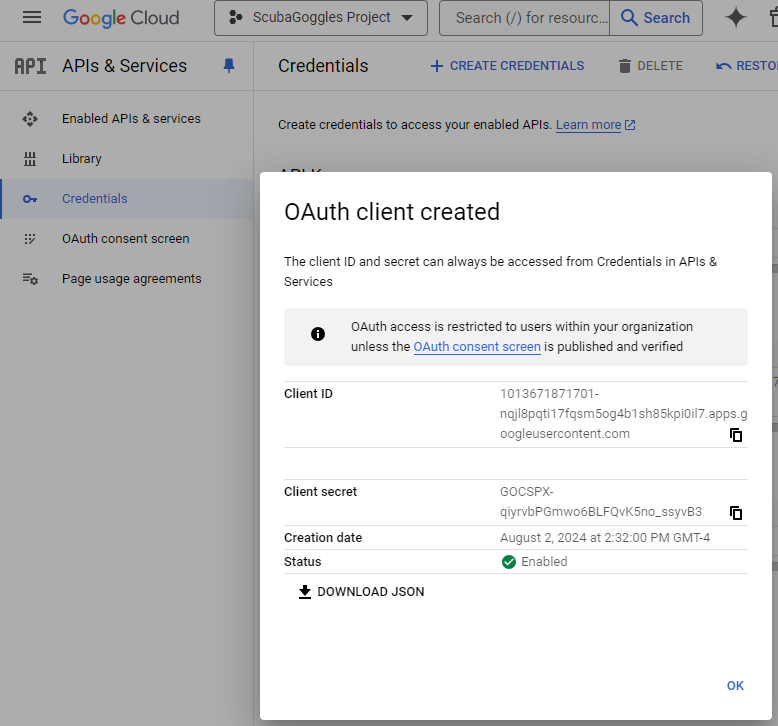 Google Cloud
ScubaGoggles Project
Search (/) for resourc...
Search
API
APIs & Services
Credentials
CREATE CREDENTIALS
DELETE
RESTO
Enabled APIs & services
Library
Credentials
OAuth consent screen
Page usage agreements
Create credentials to access your enabled APIs. Learn more
OAuth client created
The client ID and secret can always be accessed from Credentials in APIs &
Services
OAuth access is restricted to users within your organization
unless the OAuth consent screen is published and verified
Client ID
1013671871701-
nqjl8pqti17fqsm5og4b1sh85kpi0il7.apps.g
oogleusercontent.com
Client secret
GOCSPX-
qiyrvbPGmwo6BLFQvK5no_ssyvB3
Creation date
August 2, 2024 at 2:32:00 PM GMT-4
Status
Enabled
DOWNLOAD JSON
OK